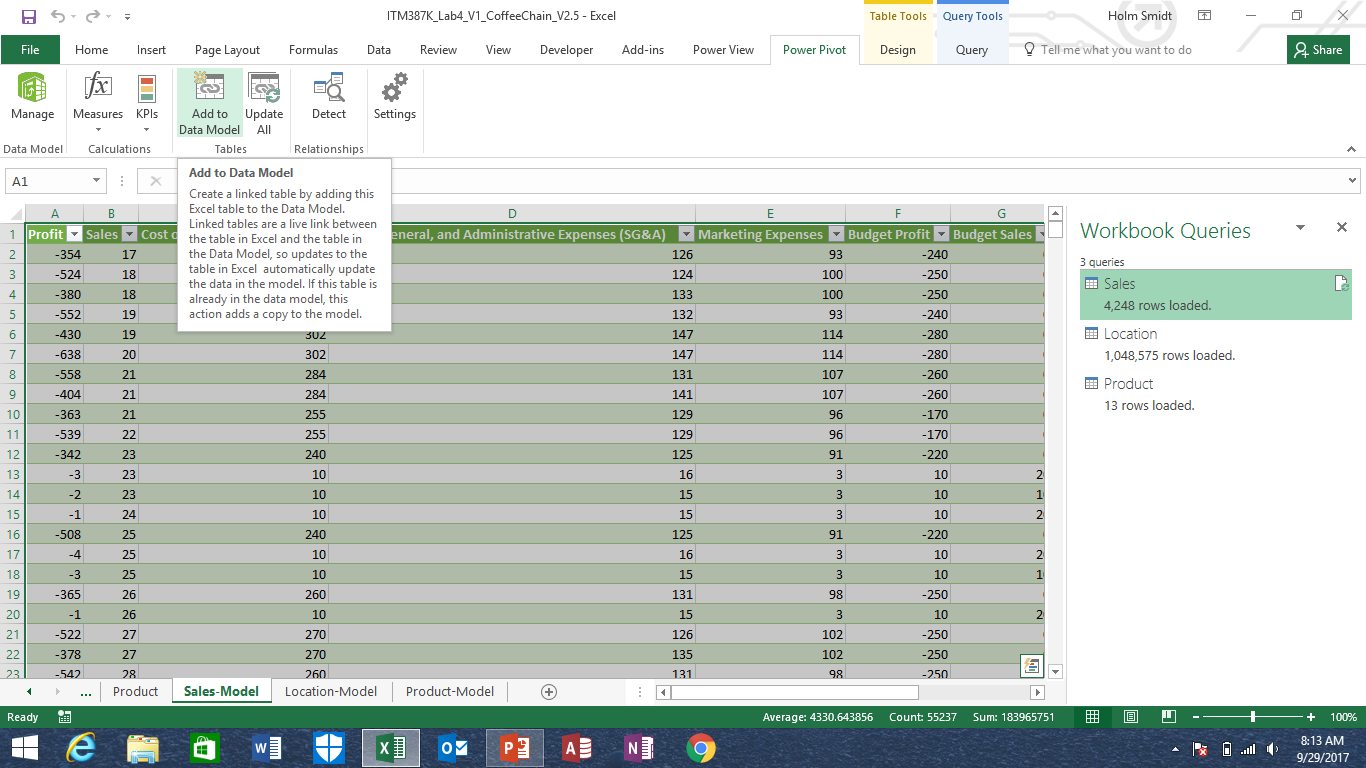 ITM387K_Lab4_V1_CoffeeChain_V2.5 - Excel
Table Tools
Query Tools
Holm Smidt
File
Home
Insert
Page Layout
Formulas
Data
Review
View
Developer
Add-ins
Power View
Power Pivot
Design
Query
Tell me what you want to do
Share
Manage
Data Model
fx
Measures
KPIs
Calculations
Add to
Data Model
Update
All
Tables
Detect
Relationships
Settings
A1
Add to Data Model
Create a linked table by adding this
Excel table to the Data Model.
Linked tables are a live link between
the table in Excel and the table in
the Data Model, so updates to the
table in Excel automatically update
the data in the model. If this table is
already in the data model, this
action adds a copy to the model.
A B D E F G
1 Profit Sales Cost eneral, and Administrative Expenses (SG&A) Marketing Expenses Budget Profit Budget Sales
2 -354 17 126 93 -240
3 -524 18 124 100 -250
4 -380 18 133 100 -250
5 -552 19 132 93 -240
6 -430 19 302 147 114 -280
7 -638 20 302 147 114 -280
8 -558 21 284 131 107 -260
9 -404 21 284 141 107 -260
10 -363 21 255 129 96 -170
11 -539 22 255 129 96 -170
12 -342 23 240 125 91 -220
13 -3 23 10 16 3 10
14 -2 23 10 15 3 10
15 -1 24 10 15 3 10
16 -508 25 240 125 91 -220
17 -4 25 10 16 3 10
18 -3 25 10 15 3 10
19 -365 26 260 131 98 -250
20 -1 26 10 15 3 10
21 -522 27 270 126 102 -250
22 -378 27 270 135 102 -250
23 -542 28 260 131 98 -250
Workbook Queries
3 queries
Sales
4,248 rows loaded.
Location
1,048,575 rows loaded.
Product
13 rows loaded.
...
Product
Sales-Model
Location-Model
Product-Model
Ready
Average: 4330.643856
Count: 55237
Sum: 183965751
100%
8:13 AM
9/29/2017